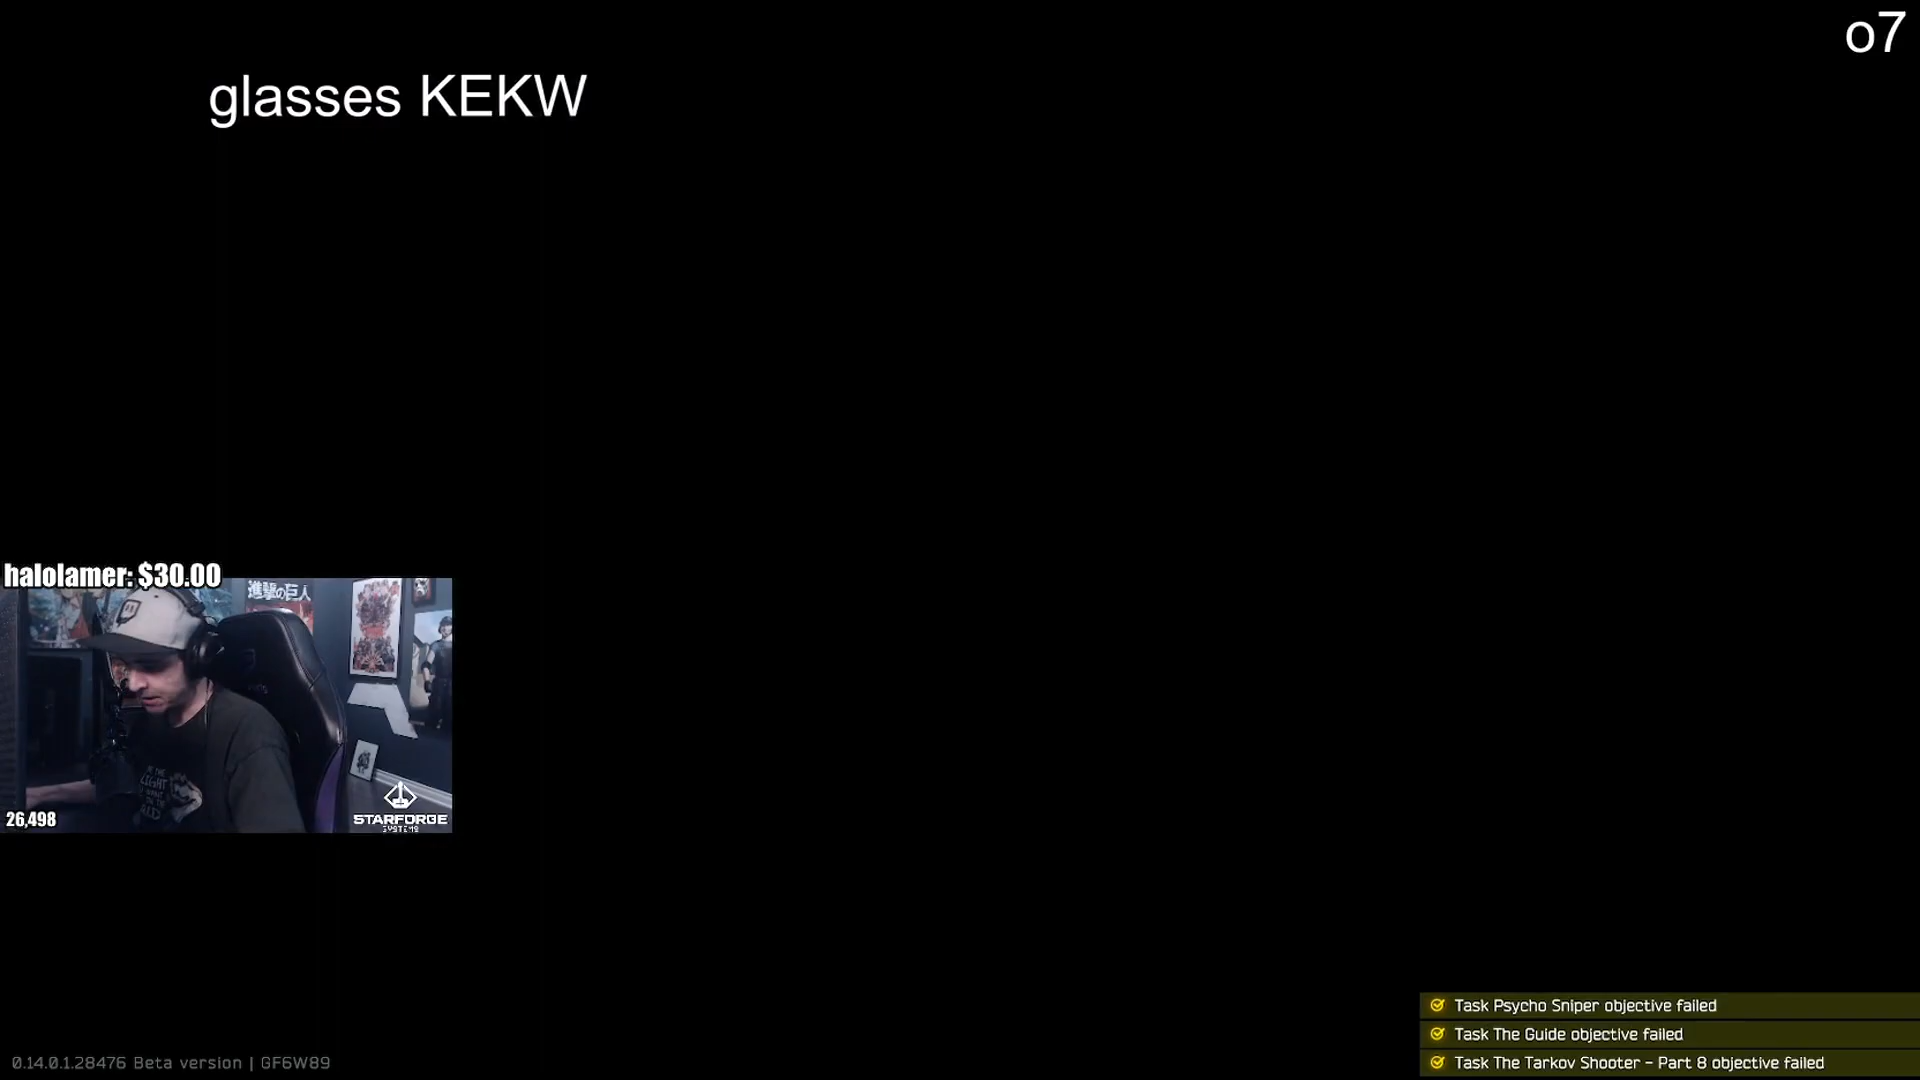 o7
glasses KEKW
halolamer: $30.00
進撃の巨人
LIGHT
26,498
STARFORGE
SYSTEMS
Task Psycho Sniper objective failed
Task The Guide objective failed
Task The Tarkov Shooter - Part 8 objective failed
0.14.0.1.28476 Beta version | GF6W89